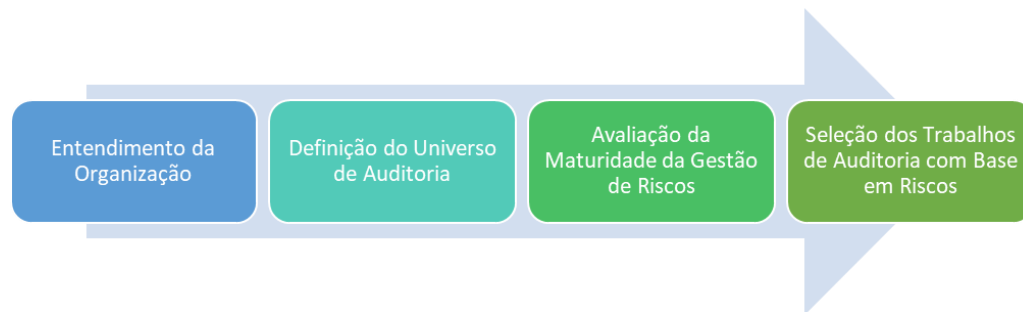 Entendimento da
Organização
Definição do Universo
de Auditoria
Avaliação da
Maturidade da Gestão
de Riscos
Seleção dos Trabalhos
de Auditoria com Base
em Riscos